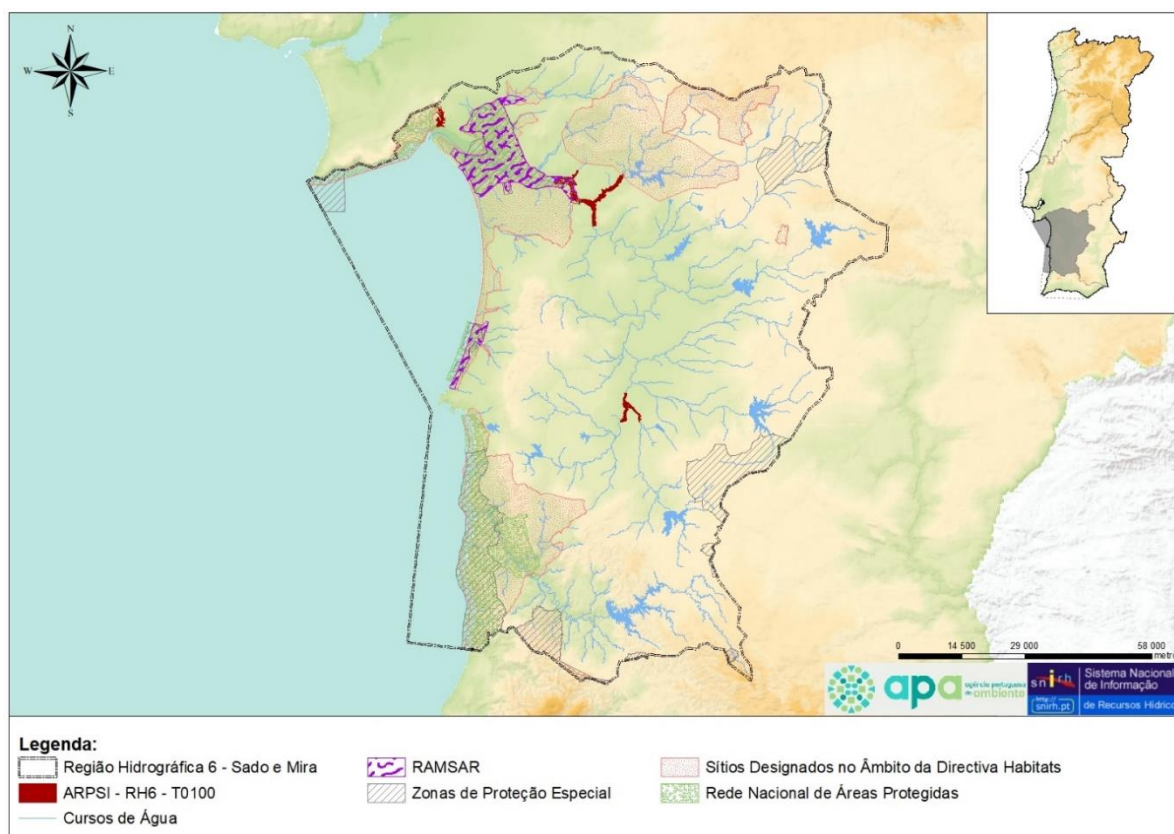 N
W E
S
0 14 500 29 000 58 000
metr
apa agência portuguesa
do ambiente
snirh
http://
snirh.pt
Sistema Nacional
de Informação
de Recursos Hídrico
Legenda:
Região Hidrográfica 6 - Sado e Mira
ARPSI - RH6 - T0100
Cursos de Água
RAMSAR
Zonas de Proteção Especial
Sítios Designados no Âmbito da Directiva Habitats
Rede Nacional de Áreas Protegidas